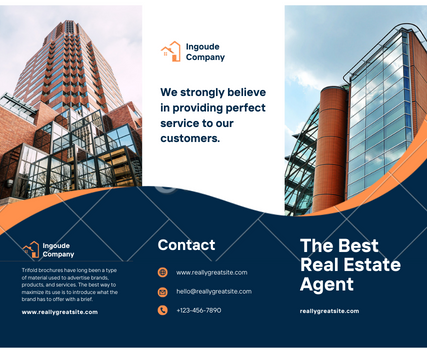 Ingoude
Company
We strongly believe
in providing perfect
service to our
customers.
Ingoude
Company
Trifold brochures have long been a type
of material used to advertise brands,
products, and services. The best way to
maximize its use is to introduce what the
brand has to offer with a brief.
www.reallygreatsite.com
Contact
www.reallygreatsite.com
hello@reallygreatsite.com
+123-456-7890
The Best
Real Estate
Agent
reallygreatsite.com